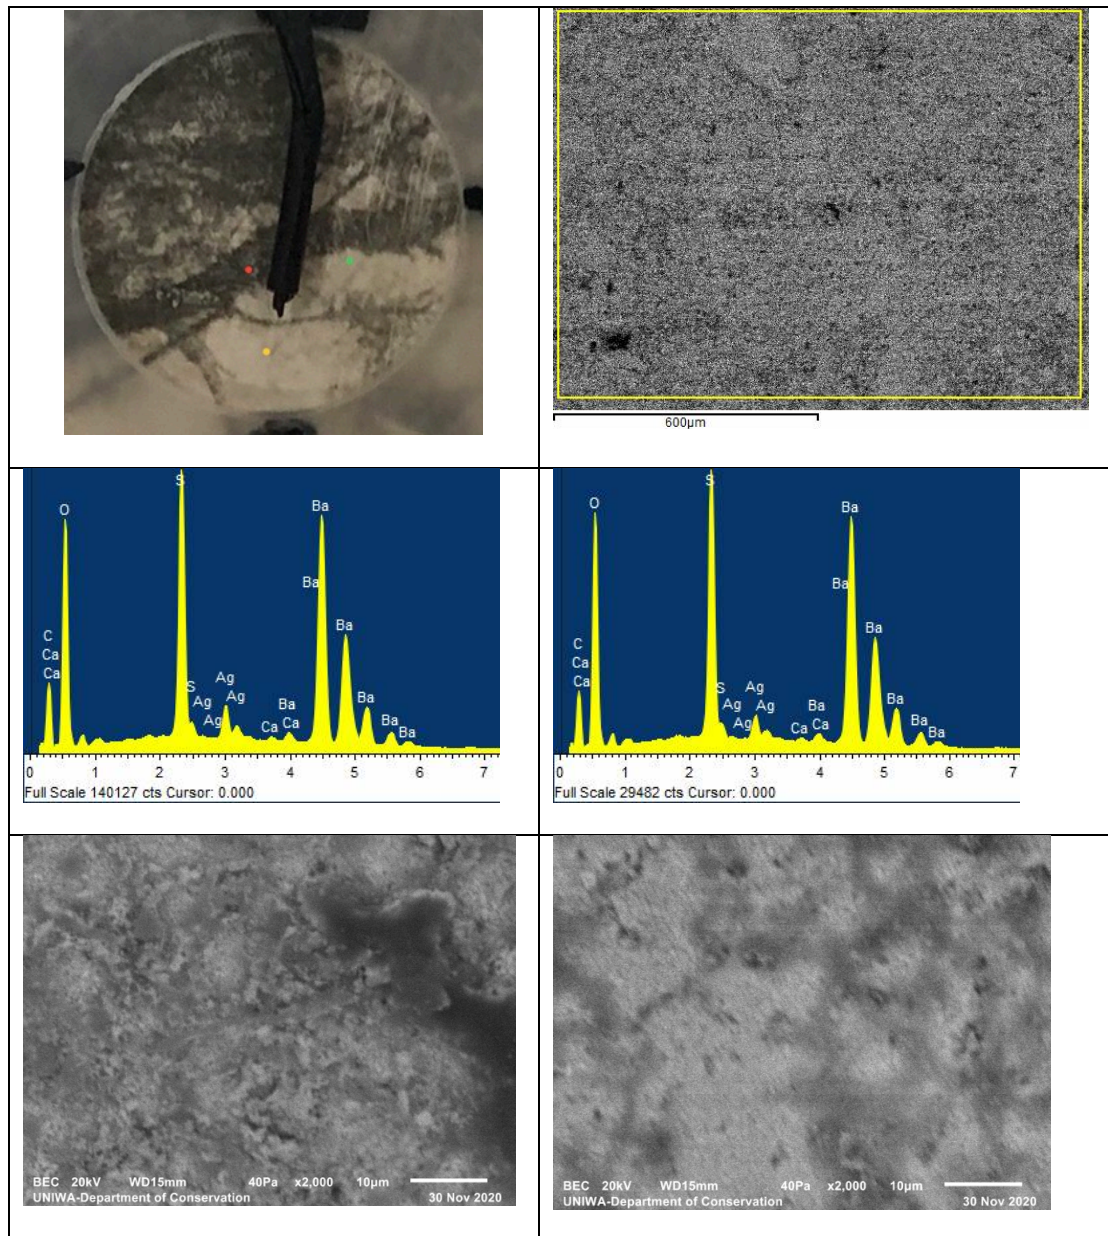 600µm
S
O
Ba
Ba
Ba
C
Ca
Ca
S
Ag
Ag
Ag
Ag
Ca
Ba
Ca
Ba
Ba
Ba
0 1 2 3 4 5 6 7
Full Scale 140127 cts Cursor: 0.000
S
O
Ba
Ba
Ba
C
Ca
Ca
S
Ag
Ag
Ag
Ag
Ca
Ba
Ca
Ba
Ba
Ba
0 1 2 3 4 5 6 7
Full Scale 29482 cts Cursor: 0.000
BEC 20kV WD15mm 40Pa x2,000 10µm
UNIWA-Department of Conservation 30 Nov 2020
BEC 20kV WD15mm 40Pa x2,000 10µm
UNIWA-Department of Conservation 30 Nov 2020